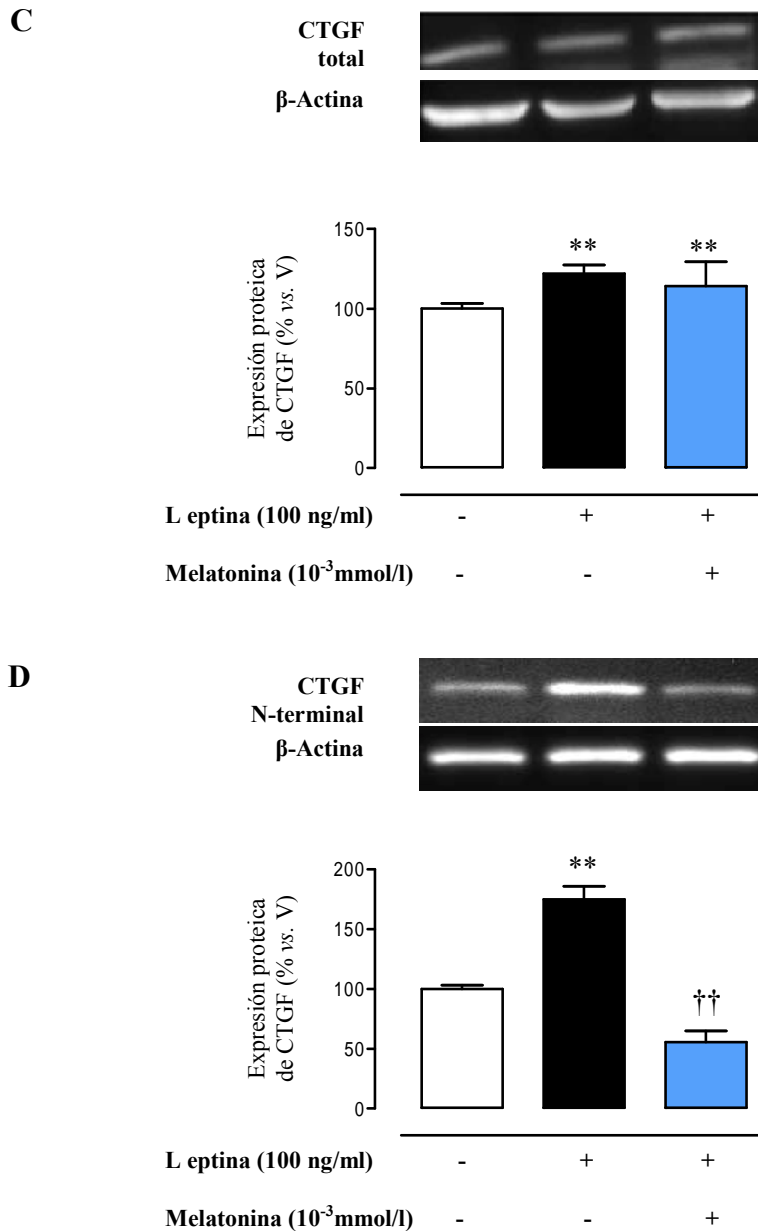 C
CTGF
total
β-Actina
Expresión proteica
de CTGF (% vs. V)
150
100
50
0
** **
L eptina (100 ng/ml) - + +
Melatonina (10⁻³mmol/l) - - +
D
CTGF
N-terminal
β-Actina
Expresión proteica
de CTGF (% vs. V)
200
150
100
50
0
**
††
L eptina (100 ng/ml) - + +
Melatonina (10⁻³mmol/l) - - +